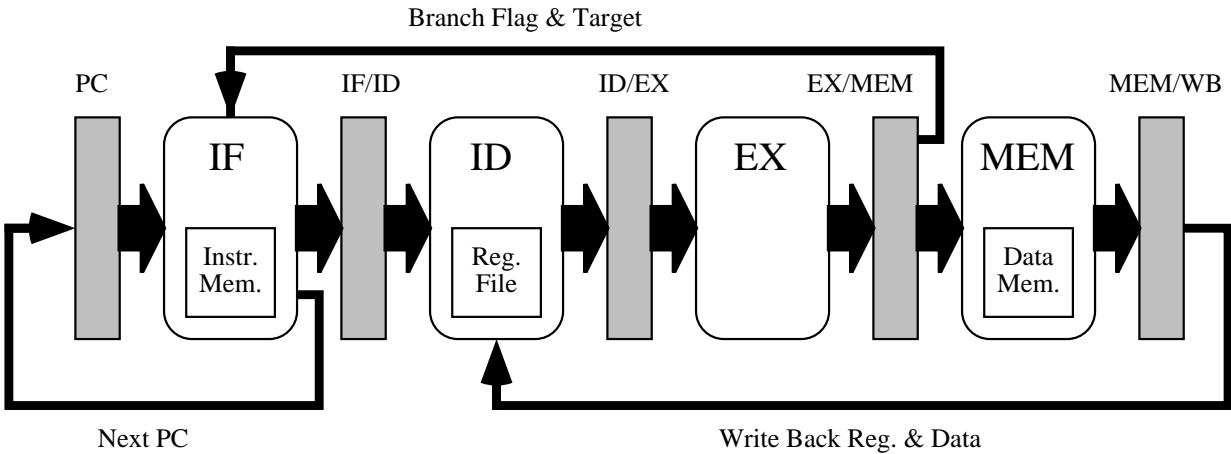 Branch Flag & Target
PC
IF/ID
ID/EX
EX/MEM
MEM/WB
IF
ID
EX
MEM
Instr.
Mem.
Reg.
File
Data
Mem.
Next PC
Write Back Reg. & Data